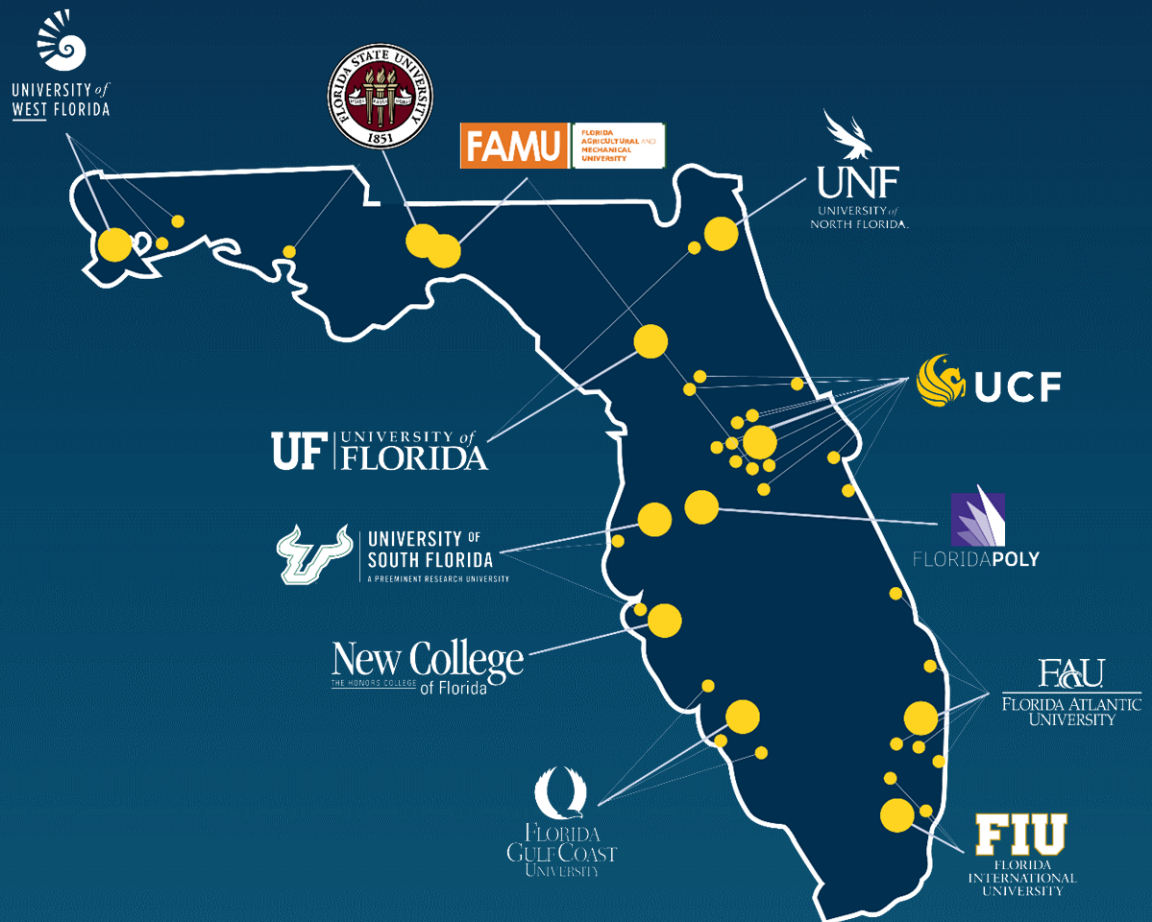 UNIVERSITY of
WEST FLORIDA
FLORIDA STATE UNIVERSITY
1851
FAMU
FLORIDA
AGRICULTURAL AND
MECHANICAL
UNIVERSITY
UNF
UNIVERSITY of
NORTH FLORIDA.
UCF
UF
UNIVERSITY of
FLORIDA
UNIVERSITY OF
SOUTH FLORIDA
A PREEMINENT RESEARCH UNIVERSITY
FLORIDAPOLY
New College
THE HONORS COLLEGE
of Florida
FAU
FLORIDA ATLANTIC
UNIVERSITY
FLORIDA
GULF COAST
UNIVERSITY
FIU
FLORIDA
INTERNATIONAL
UNIVERSITY